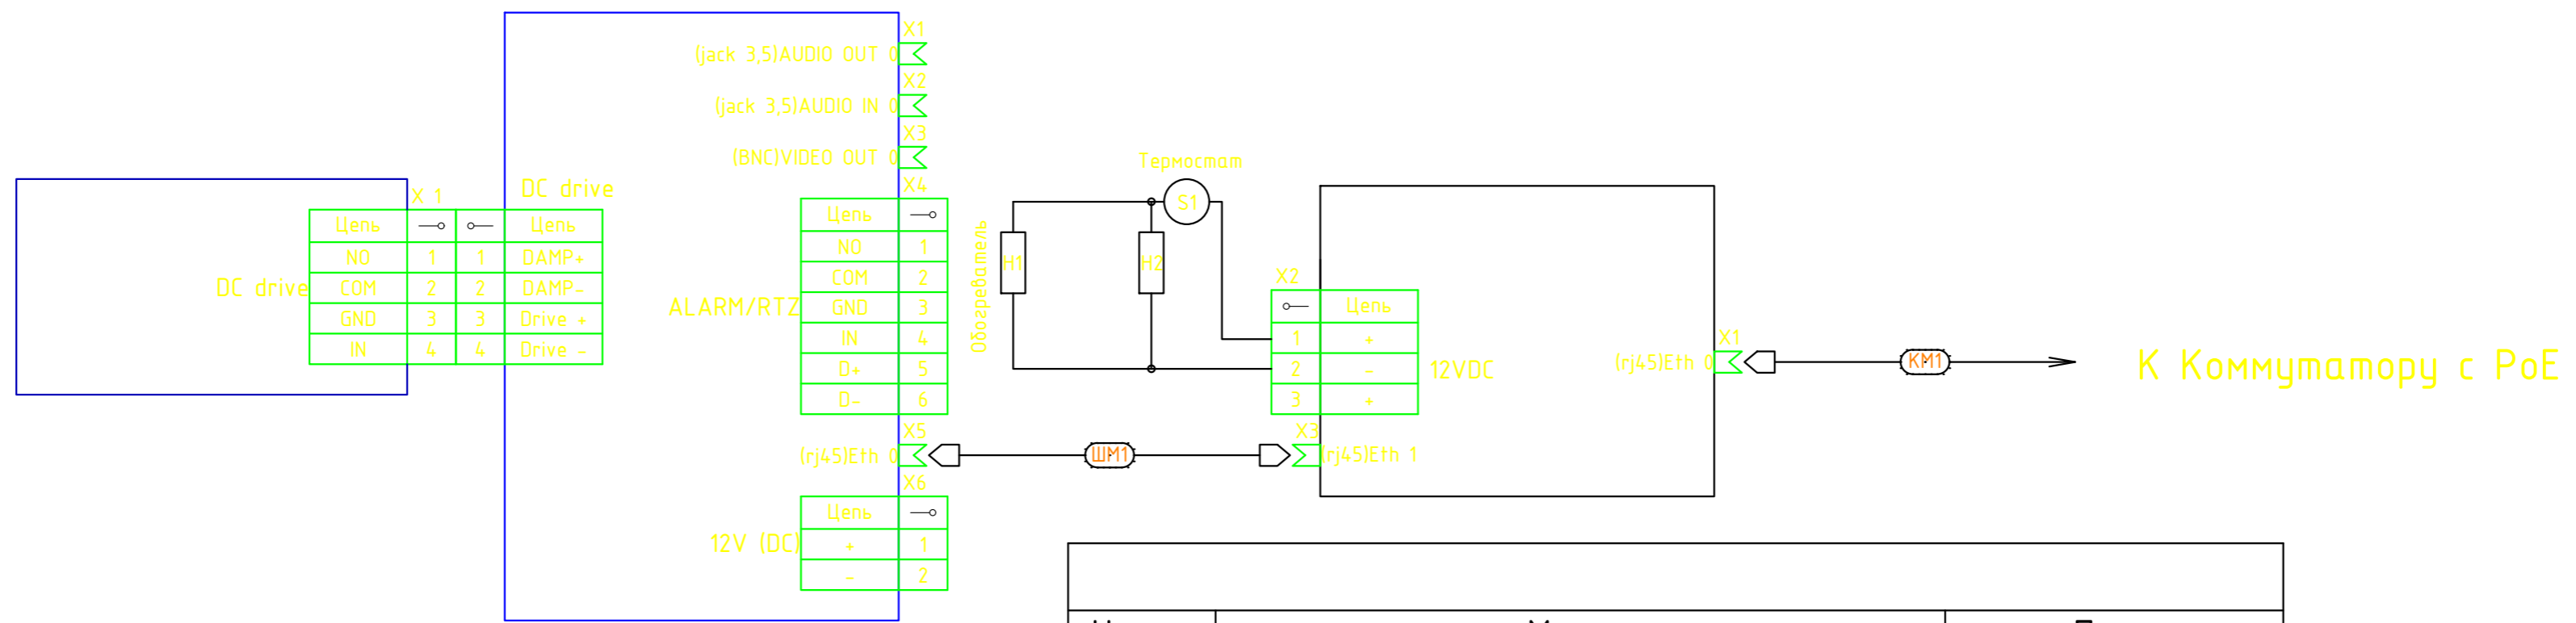 X1
(jack 3,5)AUDIO OUT 0
X2
(jack 3,5)AUDIO IN 0
X3
(BNC)VIDEO OUT 0
X4
Цепь
NO 1
COM 2
GND 3
IN 4
D+ 5
D- 6
ALARM/RTZ
X5
(rj45)Eth 0
X6
Цепь
+ 1
- 2
12V (DC)
DC drive
X 1
Цепь Цепь
NO 1 1 DAMP+
COM 2 2 DAMP-
GND 3 3 Drive +
IN 4 4 Drive -
DC drive
Термостат
S1
Обогреватель
H1
H2
X2
Цепь
1 +
2 -
3 +
12VDC
X3
(rj45)Eth 1
ШМ1
X1
(rj45)Eth 0
КМ1
К Коммутатору с PoE